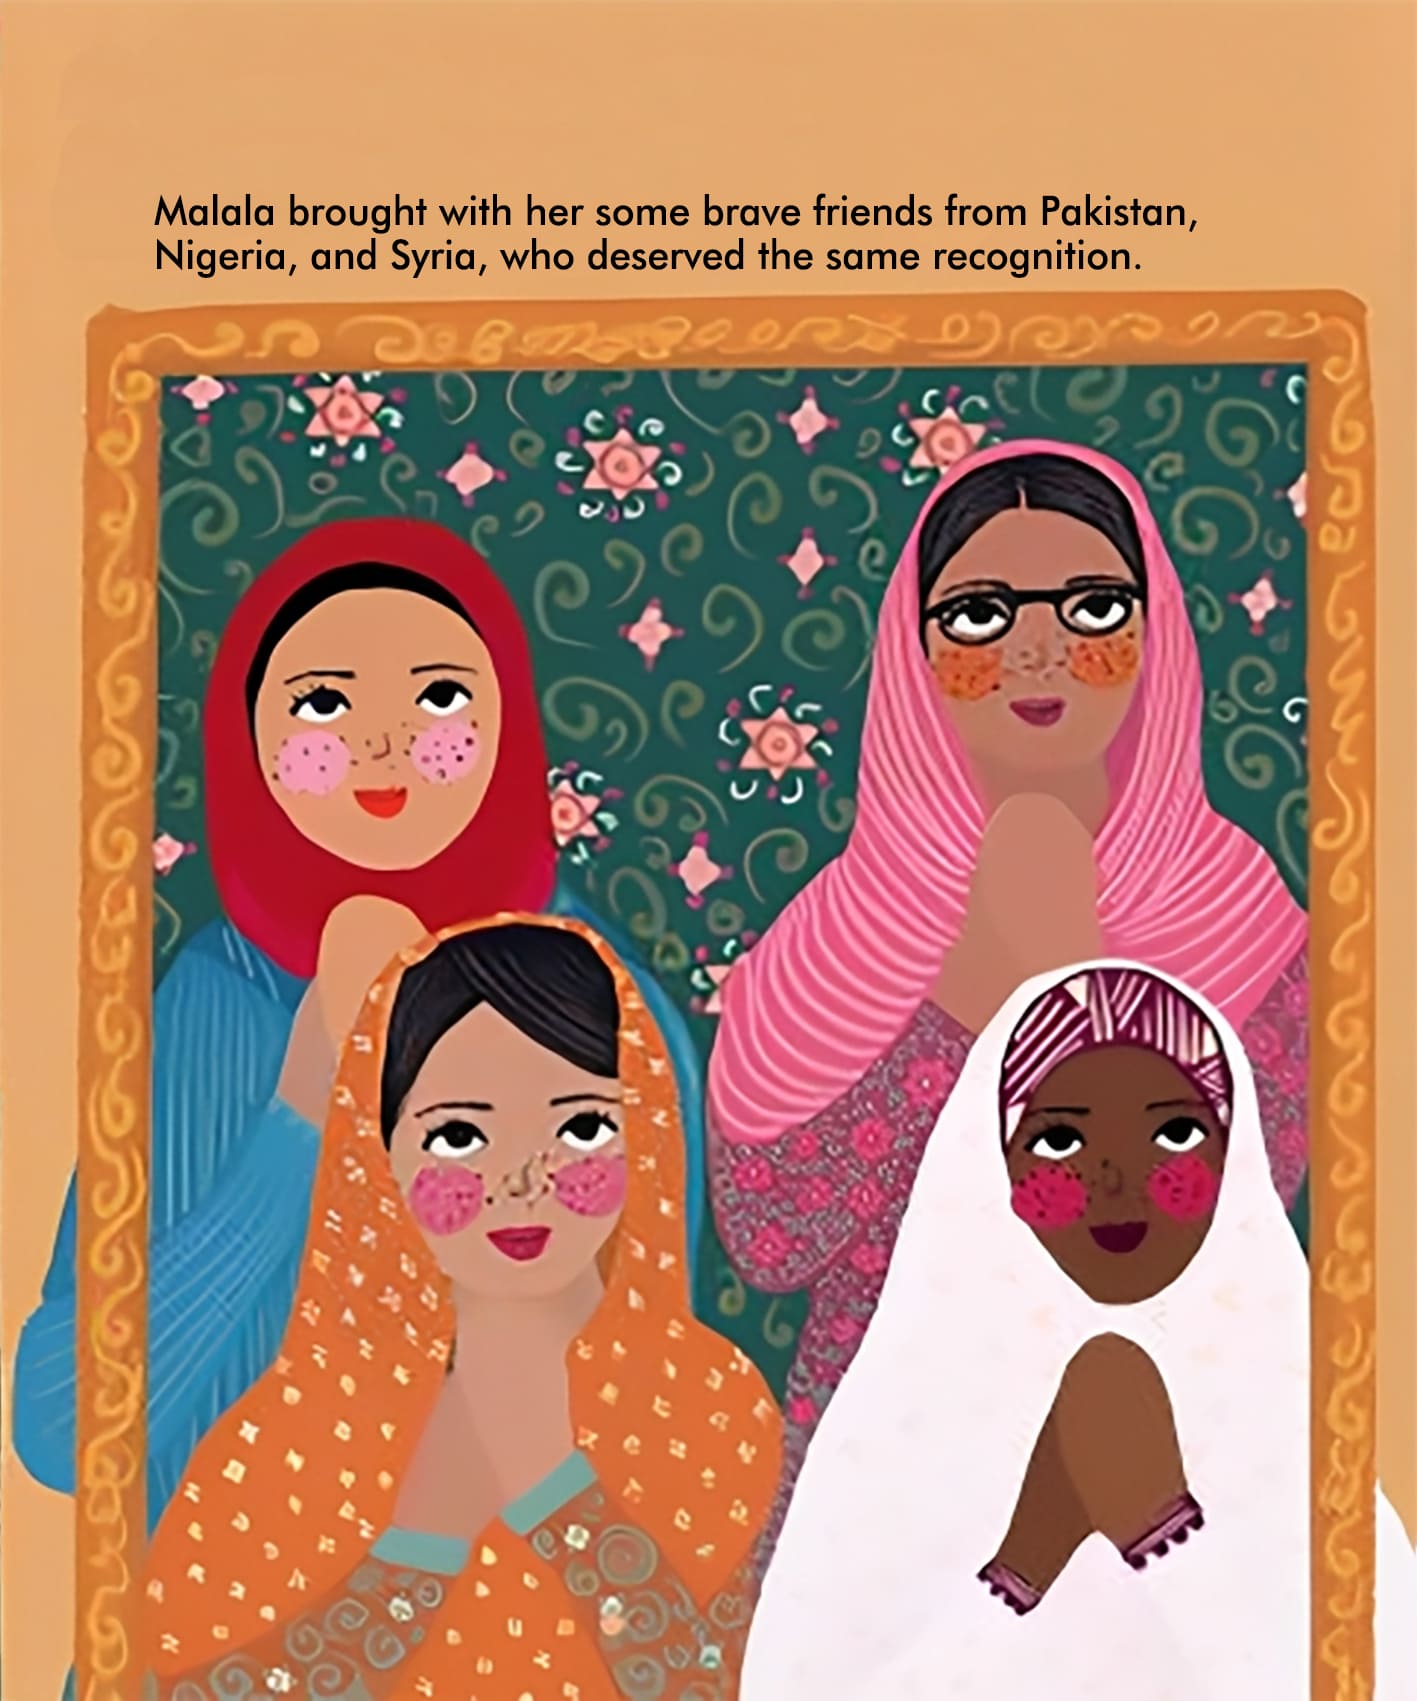 Malala brought with her some brave friends from Pakistan,
Nigeria, and Syria, who deserved the same recognition.